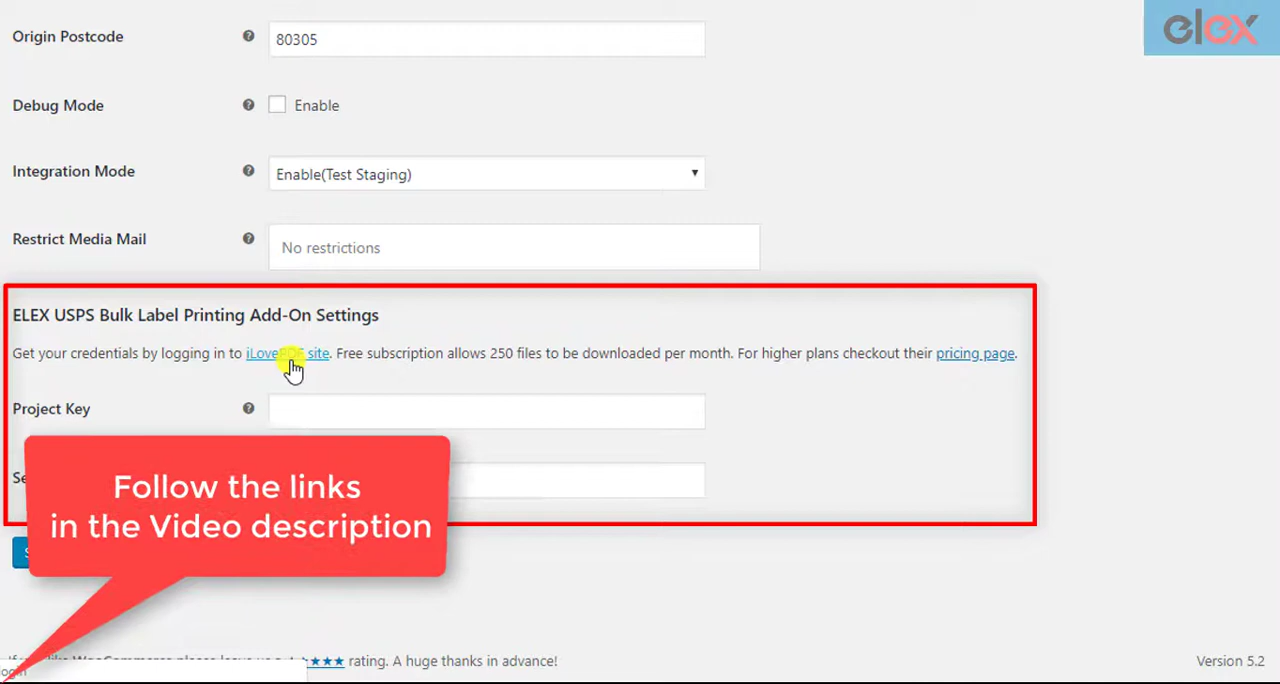 elex
Origin Postcode
80305
Debug Mode
Enable
Integration Mode
Enable(Test Staging)
Restrict Media Mail
No restrictions
ELEX USPS Bulk Label Printing Add-On Settings
Get your credentials by logging in to iLovePDF site. Free subscription allows 250 files to be downloaded per month. For higher plans checkout their pricing page.
Project Key
Follow the links
in the Video description
rating. A huge thanks in advance!
Version 5.2